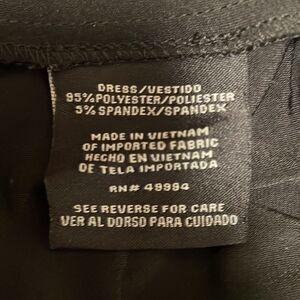 DRESS/VESTIDO
95%POLYESTER/POLIESTER
5% SPANDEX/SPANDEX
MADE IN VIETNAM
OF IMPORTED FABRIC
HECHO EN VIETNAM
DE TELA IMPORTADA
RN# 49994
SEE REVERSE FOR CARE
VER AL DORSO PARA CUIDADO